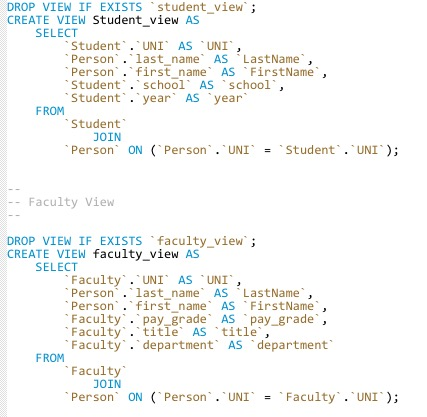 DROP VIEW IF EXISTS `student_view`;
CREATE VIEW Student_view AS
    SELECT
        `Student`.`UNI` AS `UNI`,
        `Person`.`last_name` AS `LastName`,
        `Person`.`first_name` AS `FirstName`,
        `Student`.`school` AS `school`,
        `Student`.`year` AS `year`
    FROM
        `Student`
            JOIN
        `Person` ON (`Person`.`UNI` = `Student`.`UNI`);
--
-- Faculty View
--
DROP VIEW IF EXISTS `faculty_view`;
CREATE VIEW faculty_view AS
    SELECT
        `Faculty`.`UNI` AS `UNI`,
        `Person`.`last_name` AS `LastName`,
        `Person`.`first_name` AS `FirstName`,
        `Faculty`.`pay_grade` AS `pay_grade`,
        `Faculty`.`title` AS `title`,
        `Faculty`.`department` AS `department`
    FROM
        `Faculty`
            JOIN
        `Person` ON (`Person`.`UNI` = `Faculty`.`UNI`);